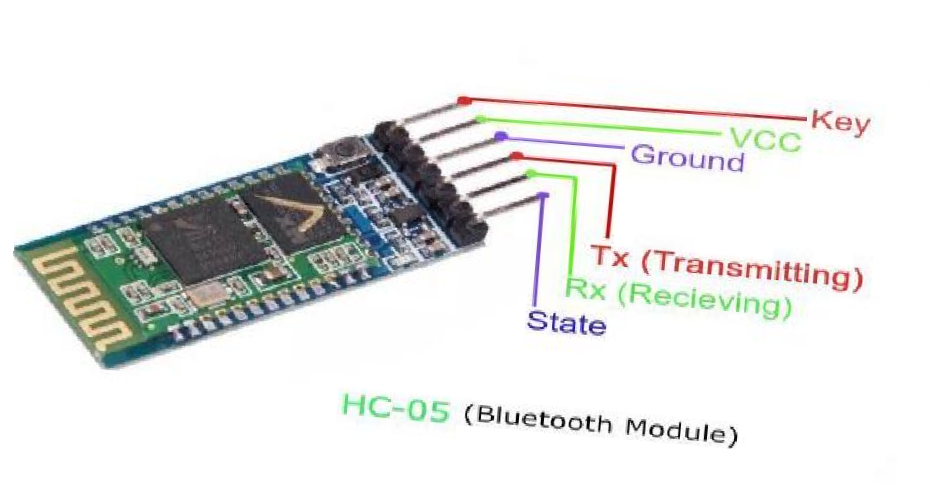 Key
VCC
Ground
Tx (Transmitting)
Rx (Recieving)
State
HC-05 (Bluetooth Module)